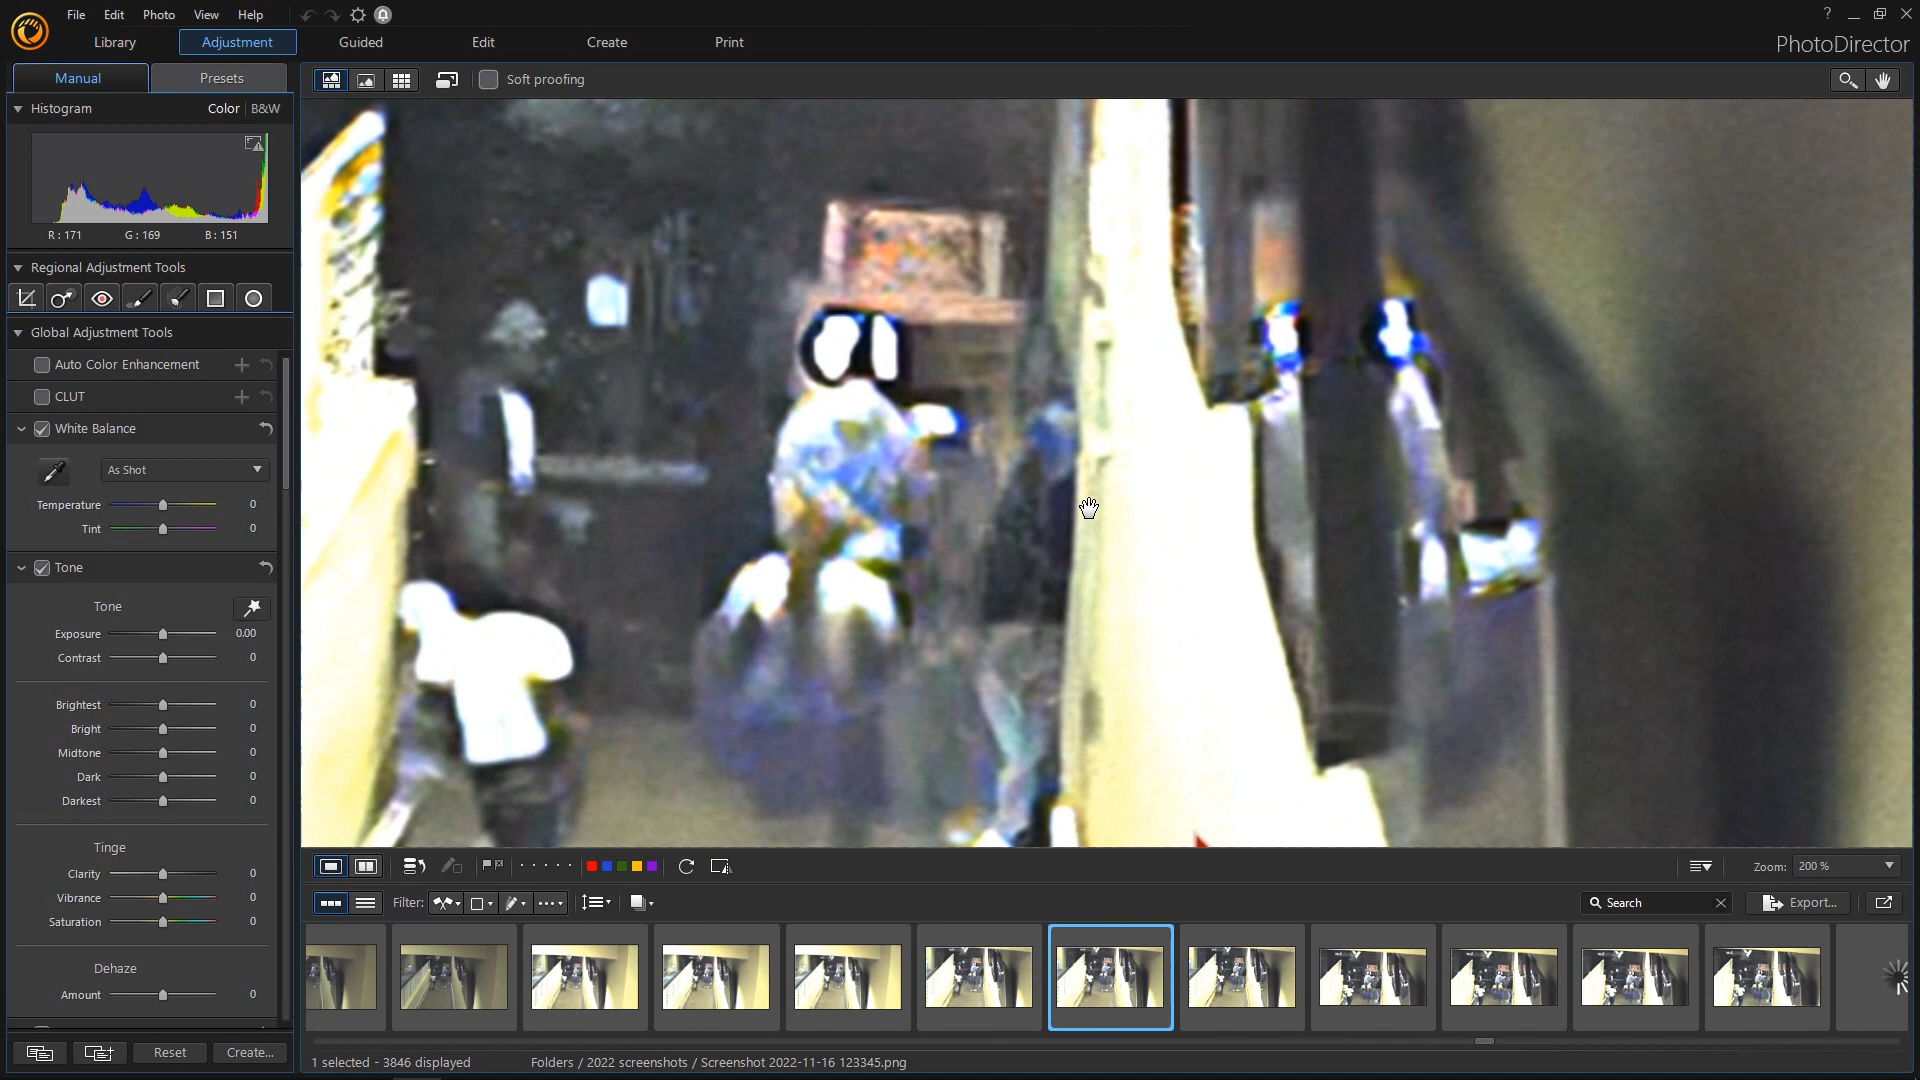 File Edit Photo View Help
Library Adjustment Guided Edit Create Print
PhotoDirector
Manual Presets
Soft proofing
Histogram Color | B&W
R : 171 G : 169 B : 151
Regional Adjustment Tools
Global Adjustment Tools
Auto Color Enhancement
CLUT
White Balance
As Shot
Temperature 0
Tint 0
Tone
Tone
Exposure 0.00
Contrast 0
Brightest 0
Bright 0
Midtone 0
Dark 0
Darkest 0
Tinge
Clarity 0
Vibrance 0
Saturation 0
Dehaze
Amount 0
Reset Create...
Zoom: 200 %
Filter: Search Export...
1 selected - 3846 displayed Folders / 2022 screenshots / Screenshot 2022-11-16 123345.png